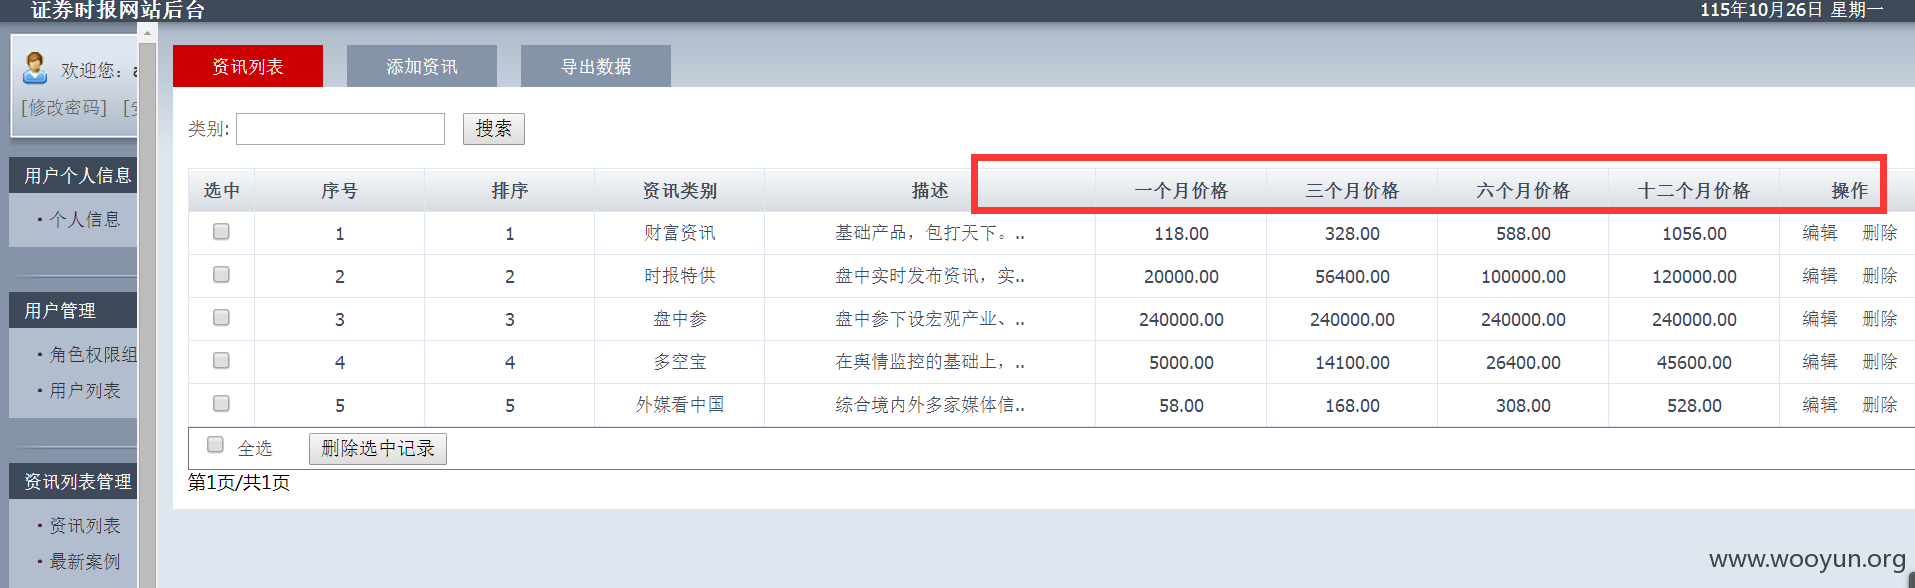 证券时报网站后台
115年10月26日 星期一
欢迎您：
[修改密码] [
用户个人信息
·个人信息
用户管理
·角色权限组
·用户列表
资讯列表管理
·资讯列表
·最新案例
资讯列表 添加资讯 导出数据
类别: 搜索
选中 序号 排序 资讯类别 描述 一个月价格 三个月价格 六个月价格 十二个月价格 操作
1 1 财富资讯 基础产品，包打天下。.. 118.00 328.00 588.00 1056.00 编辑 删除
2 2 时报特供 盘中实时发布资讯，实.. 20000.00 56400.00 100000.00 120000.00 编辑 删除
3 3 盘中参 盘中参下设宏观产业、.. 240000.00 240000.00 240000.00 240000.00 编辑 删除
4 4 多空宝 在舆情监控的基础上，.. 5000.00 14100.00 26400.00 45600.00 编辑 删除
5 5 外媒看中国 综合境内外多家媒体信.. 58.00 168.00 308.00 528.00 编辑 删除
全选 删除选中记录
第1页/共1页
www.wooyun.org